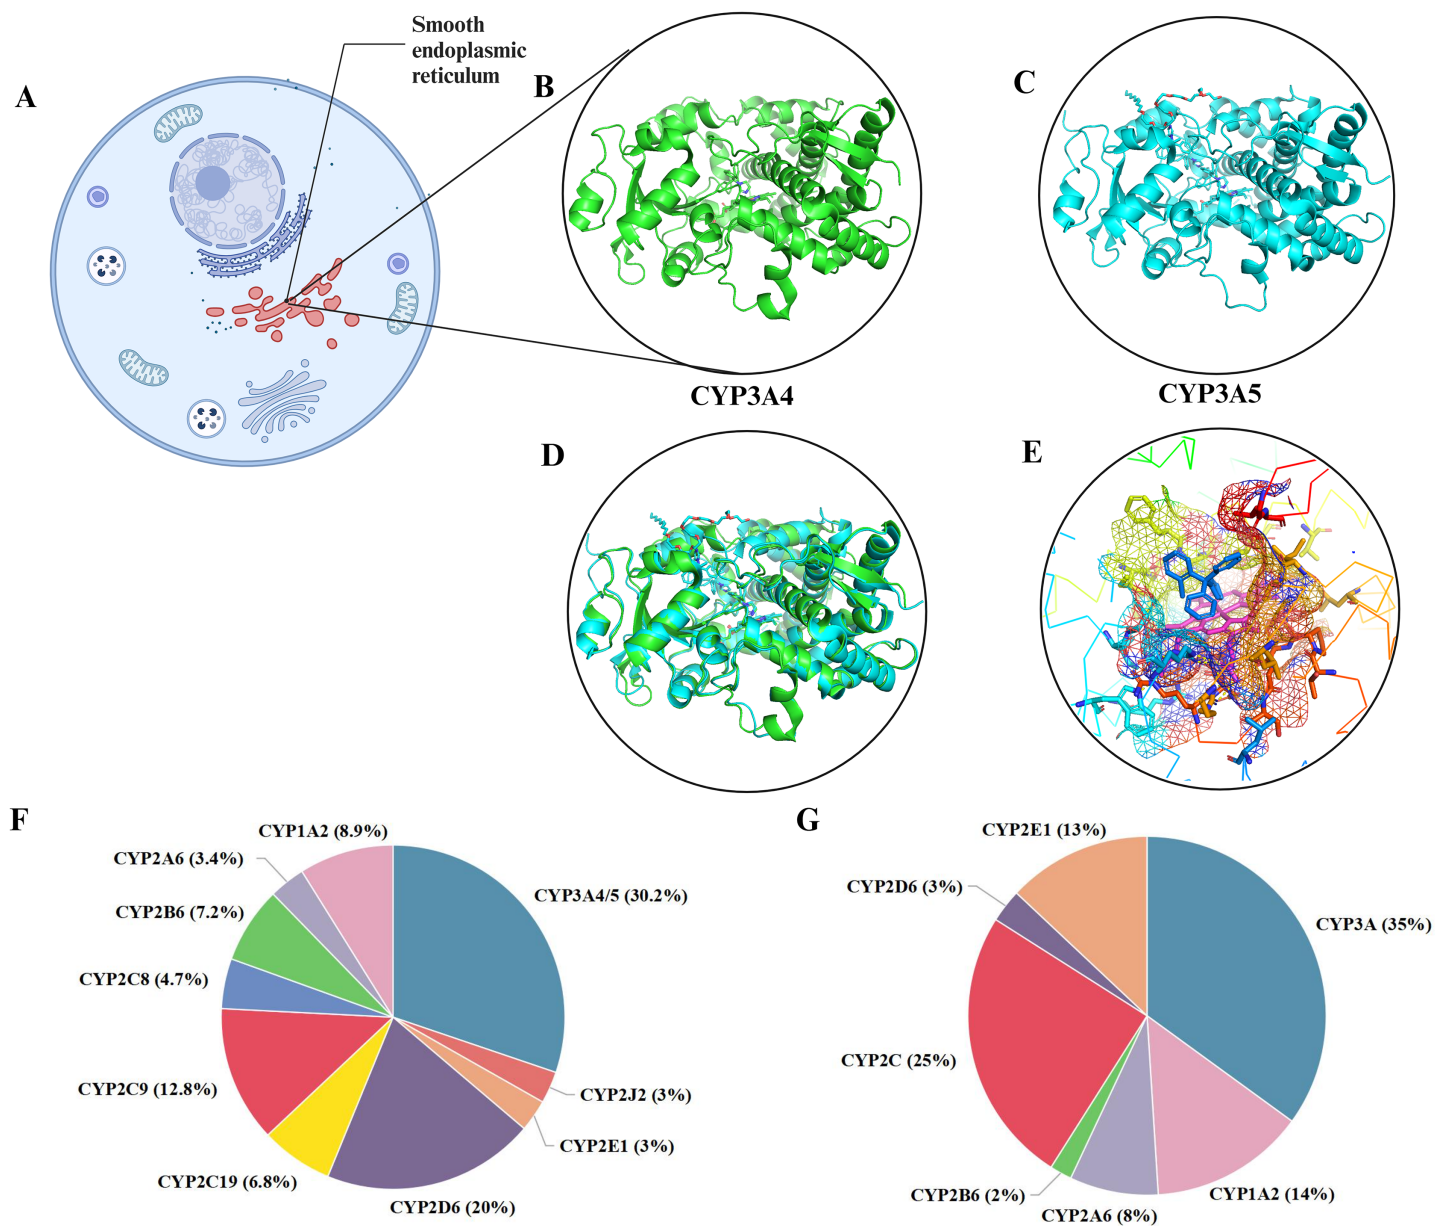 A
Smooth
endoplasmic
reticulum
B
CYP3A4
C
CYP3A5
D
E
F
CYP1A2 (8.9%)
CYP2A6 (3.4%)
CYP2B6 (7.2%)
CYP2C8 (4.7%)
CYP2C9 (12.8%)
CYP2C19 (6.8%)
CYP2D6 (20%)
CYP2E1 (3%)
CYP2J2 (3%)
CYP3A4/5 (30.2%)
G
CYP2E1 (13%)
CYP2D6 (3%)
CYP3A (35%)
CYP2C (25%)
CYP2B6 (2%)
CYP2A6 (8%)
CYP1A2 (14%)